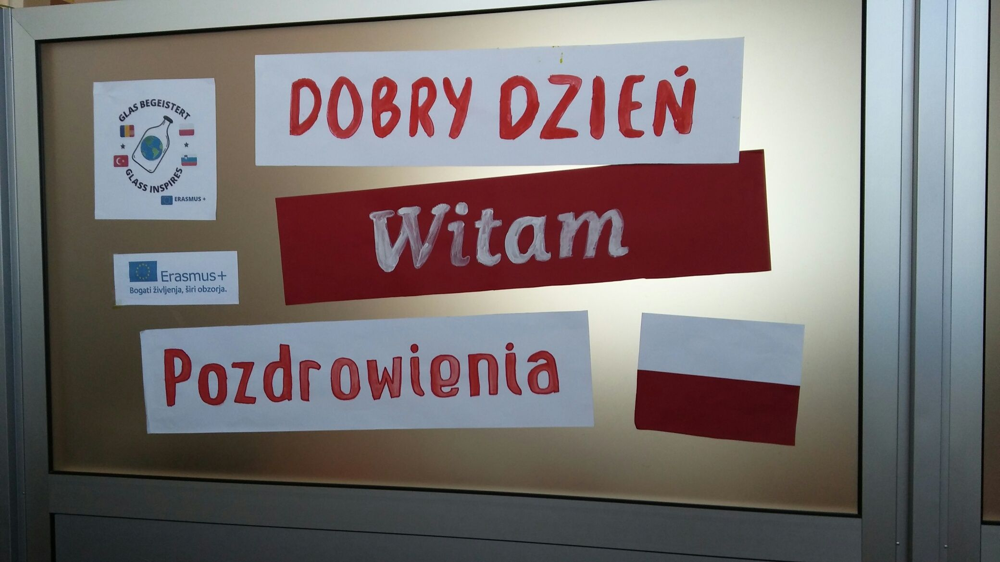 DOBRY DZIEŃ
Witam
Pozdrowienia
GLAS BEGEISTERT
GLASS INSPIRES
ERASMUS +
Erasmus+
Bogati življenja, širi obzorja.